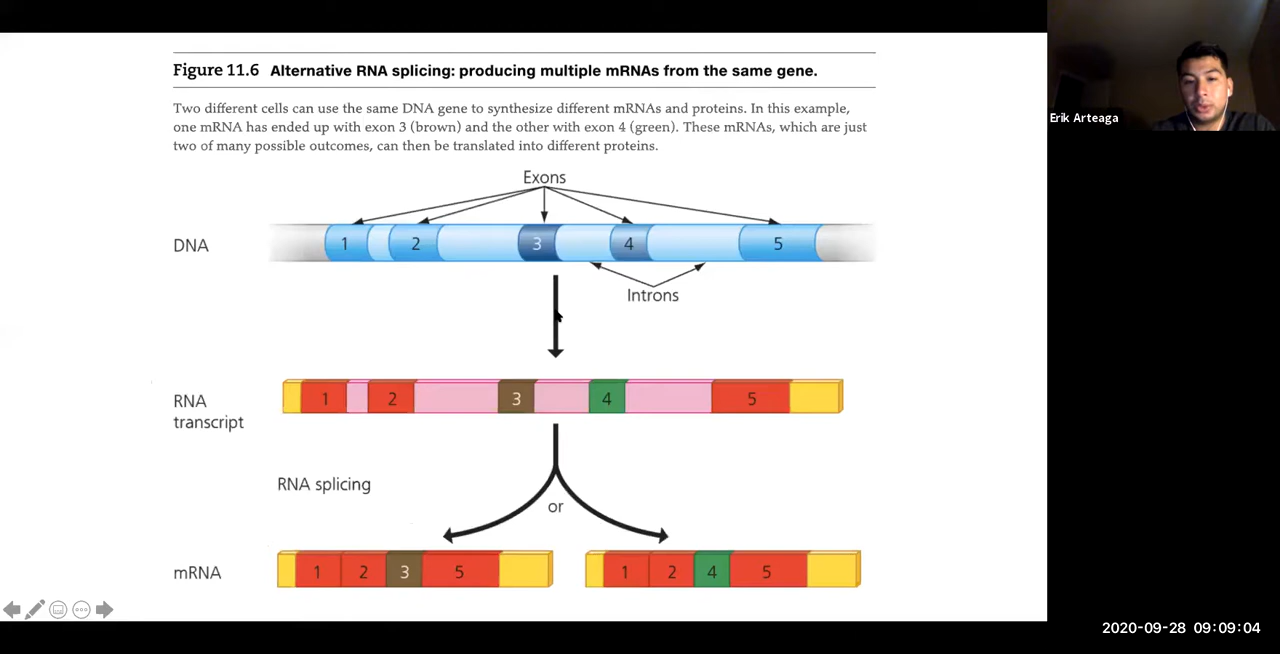 Figure 11.6 Alternative RNA splicing: producing multiple mRNAs from the same gene.
Two different cells can use the same DNA gene to synthesize different mRNAs and proteins. In this example,
one mRNA has ended up with exon 3 (brown) and the other with exon 4 (green). These mRNAs, which are just
two of many possible outcomes, can then be translated into different proteins.
Erik Arteaga
Exons
DNA
1 2 3 4 5
Introns
RNA
transcript
1 2 3 4 5
RNA splicing
or
mRNA
1 2 3 5
1 2 4 5
2020-09-28 09:09:04